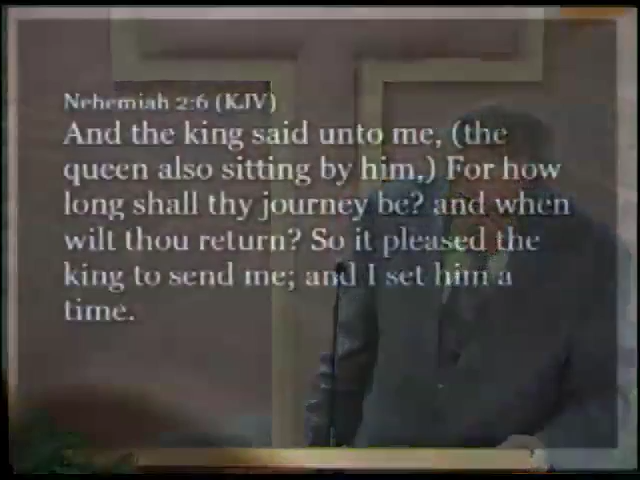 Nehemiah 2:6 (KJV)
And the king said unto me, (the
queen also sitting by him,) For how
long shall thy journey be? and when
wilt thou return? So it pleased the
king to send me; and I set him a
time.